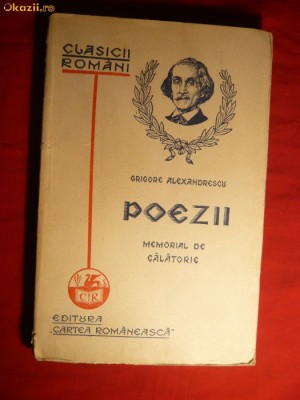 Okazii.ro
CLASICII
ROMÂNI
GRIGORE ALEXANDRESCU
POEZII
MEMORIAL DE
CĂLĂTORIE
CR
EDITURA
„CARTEA ROMÂNEASCĂ"